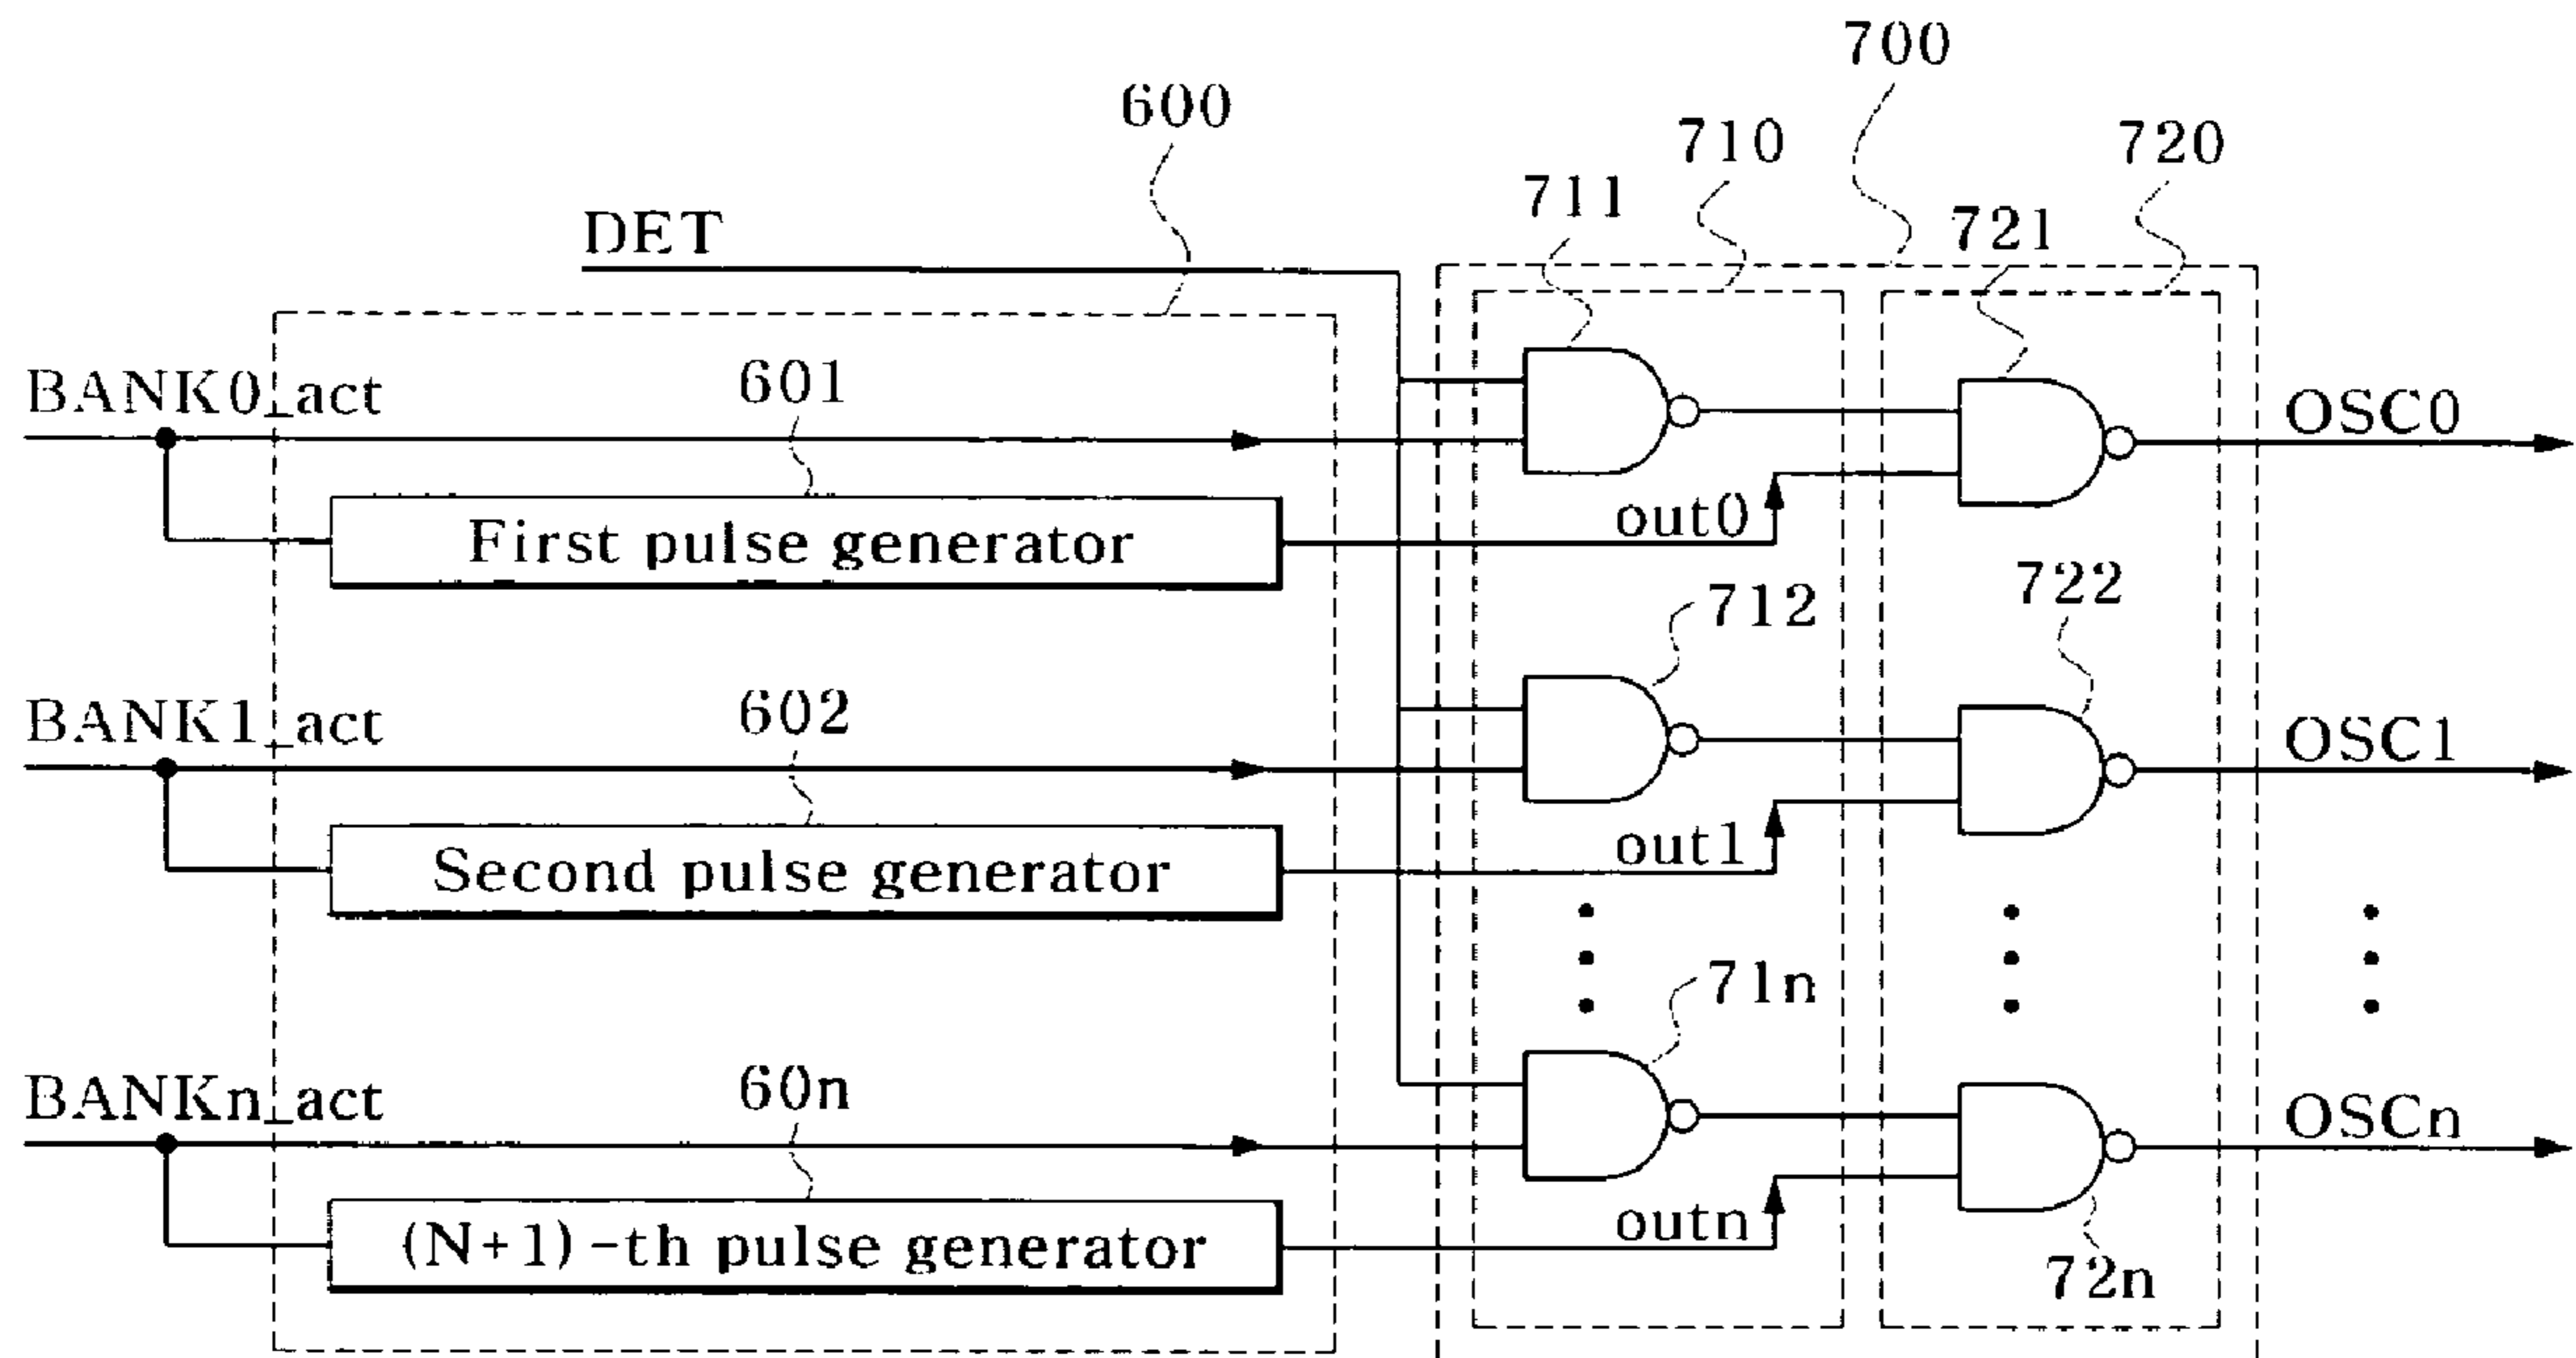 700
600
710
720
711
DET
721
BANK0_act
601
OSC0
First pulse generator
out0
712
722
BANK1_act
602
OSC1
Second pulse generator
out1
71n
BANKn_act
60n
OSCn
(N+1)-th pulse generator
outn
72n